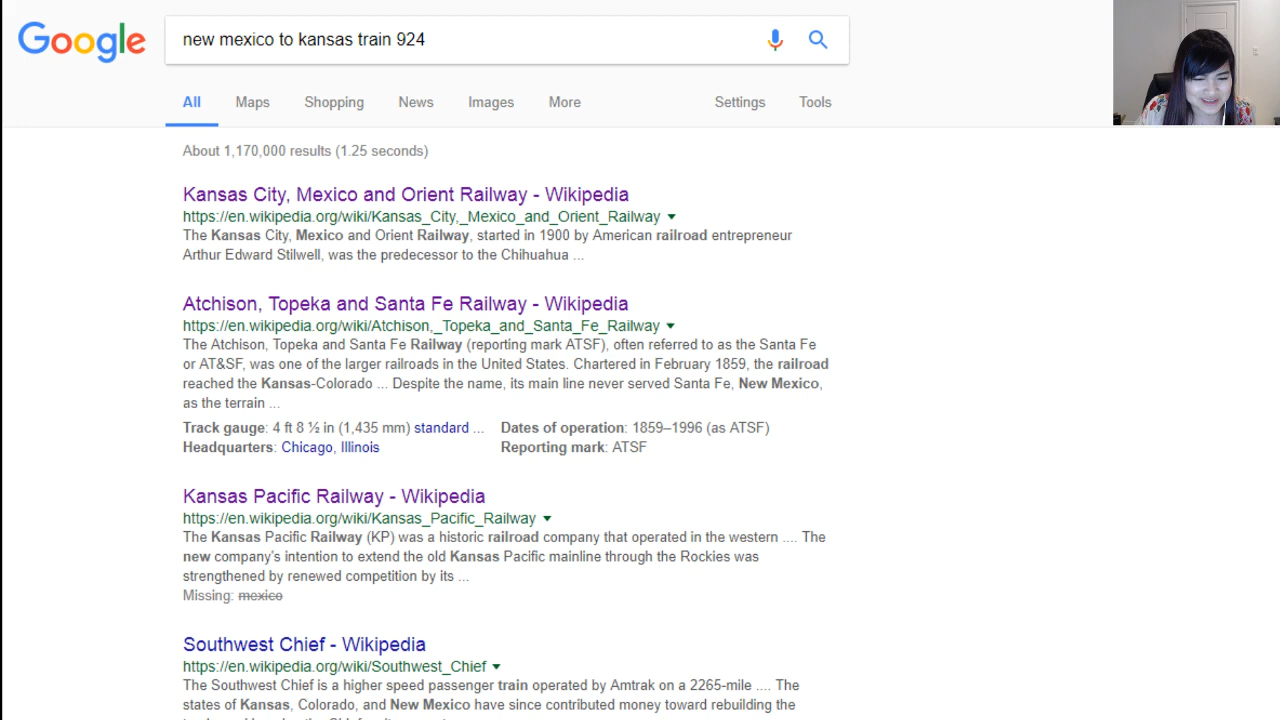 Google
new mexico to kansas train 924
All Maps Shopping News Images More Settings Tools
About 1,170,000 results (1.25 seconds)
Kansas City, Mexico and Orient Railway - Wikipedia
https://en.wikipedia.org/wiki/Kansas_City,_Mexico_and_Orient_Railway
The Kansas City, Mexico and Orient Railway, started in 1900 by American railroad entrepreneur
Arthur Edward Stilwell, was the predecessor to the Chihuahua ...
Atchison, Topeka and Santa Fe Railway - Wikipedia
https://en.wikipedia.org/wiki/Atchison,_Topeka_and_Santa_Fe_Railway
The Atchison, Topeka and Santa Fe Railway (reporting mark ATSF), often referred to as the Santa Fe
or AT&SF, was one of the larger railroads in the United States. Chartered in February 1859, the railroad
reached the Kansas-Colorado ... Despite the name, its main line never served Santa Fe, New Mexico,
as the terrain ...
Track gauge: 4 ft 8 ½ in (1,435 mm) standard ... Dates of operation: 1859–1996 (as ATSF)
Headquarters: Chicago, Illinois Reporting mark: ATSF
Kansas Pacific Railway - Wikipedia
https://en.wikipedia.org/wiki/Kansas_Pacific_Railway
The Kansas Pacific Railway (KP) was a historic railroad company that operated in the western .... The
new company's intention to extend the old Kansas Pacific mainline through the Rockies was
strengthened by renewed competition by its ...
Missing: mexico
Southwest Chief - Wikipedia
https://en.wikipedia.org/wiki/Southwest_Chief
The Southwest Chief is a higher speed passenger train operated by Amtrak on a 2265-mile .... The
states of Kansas, Colorado, and New Mexico have since contributed money toward rebuilding the